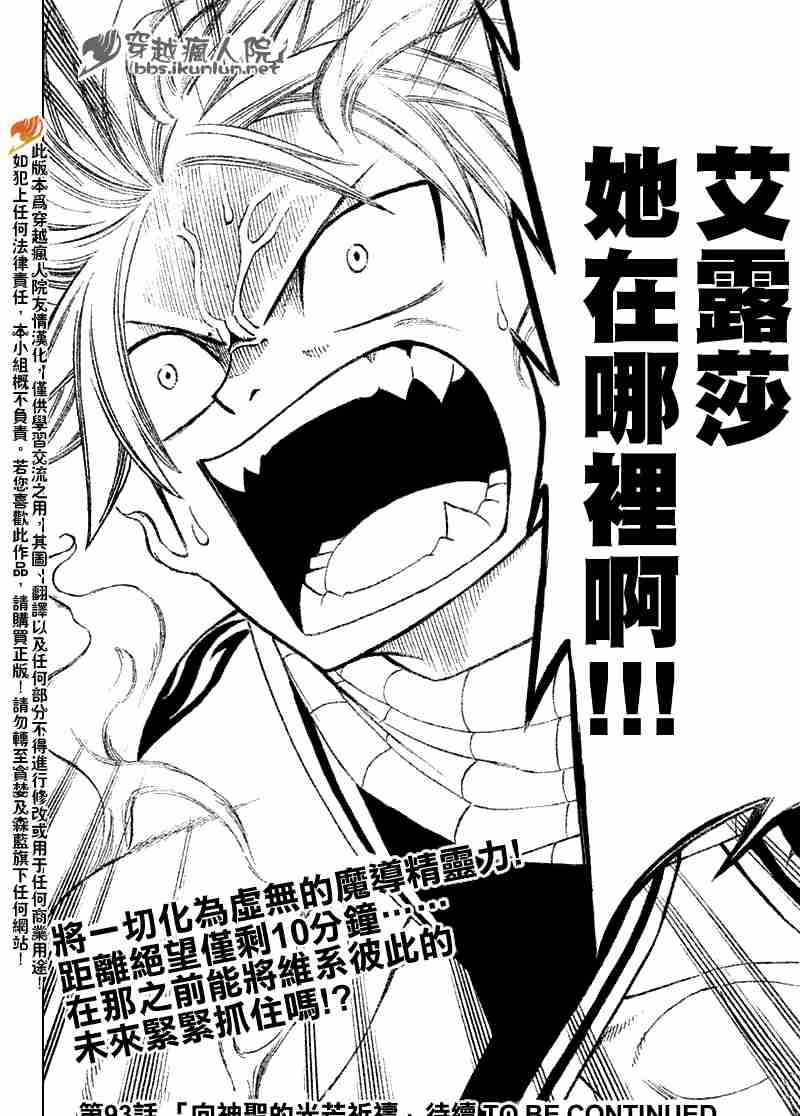 穿越瘋人院
bbs.ikunlun.net
艾露莎
她在哪裡啊!!!
此版本爲穿越瘋人院友情漢化，僅供學習交流之用，其圖、翻譯以及任何部分不得進行修改或用于任何商業用途！
如犯上任何法律責任，本小組概不負責。若您喜歡此作品，請購買正版！請勿轉至貪婪及森藍旗下任何網站！
將一切化為虛無的魔導精靈力!
距離絕望僅剩10分鐘……
在那之前能將維系彼此的
未來緊緊抓住嗎!?
第93話 「向神聖的光芒祈禱」待續 TO BE CONTINUED